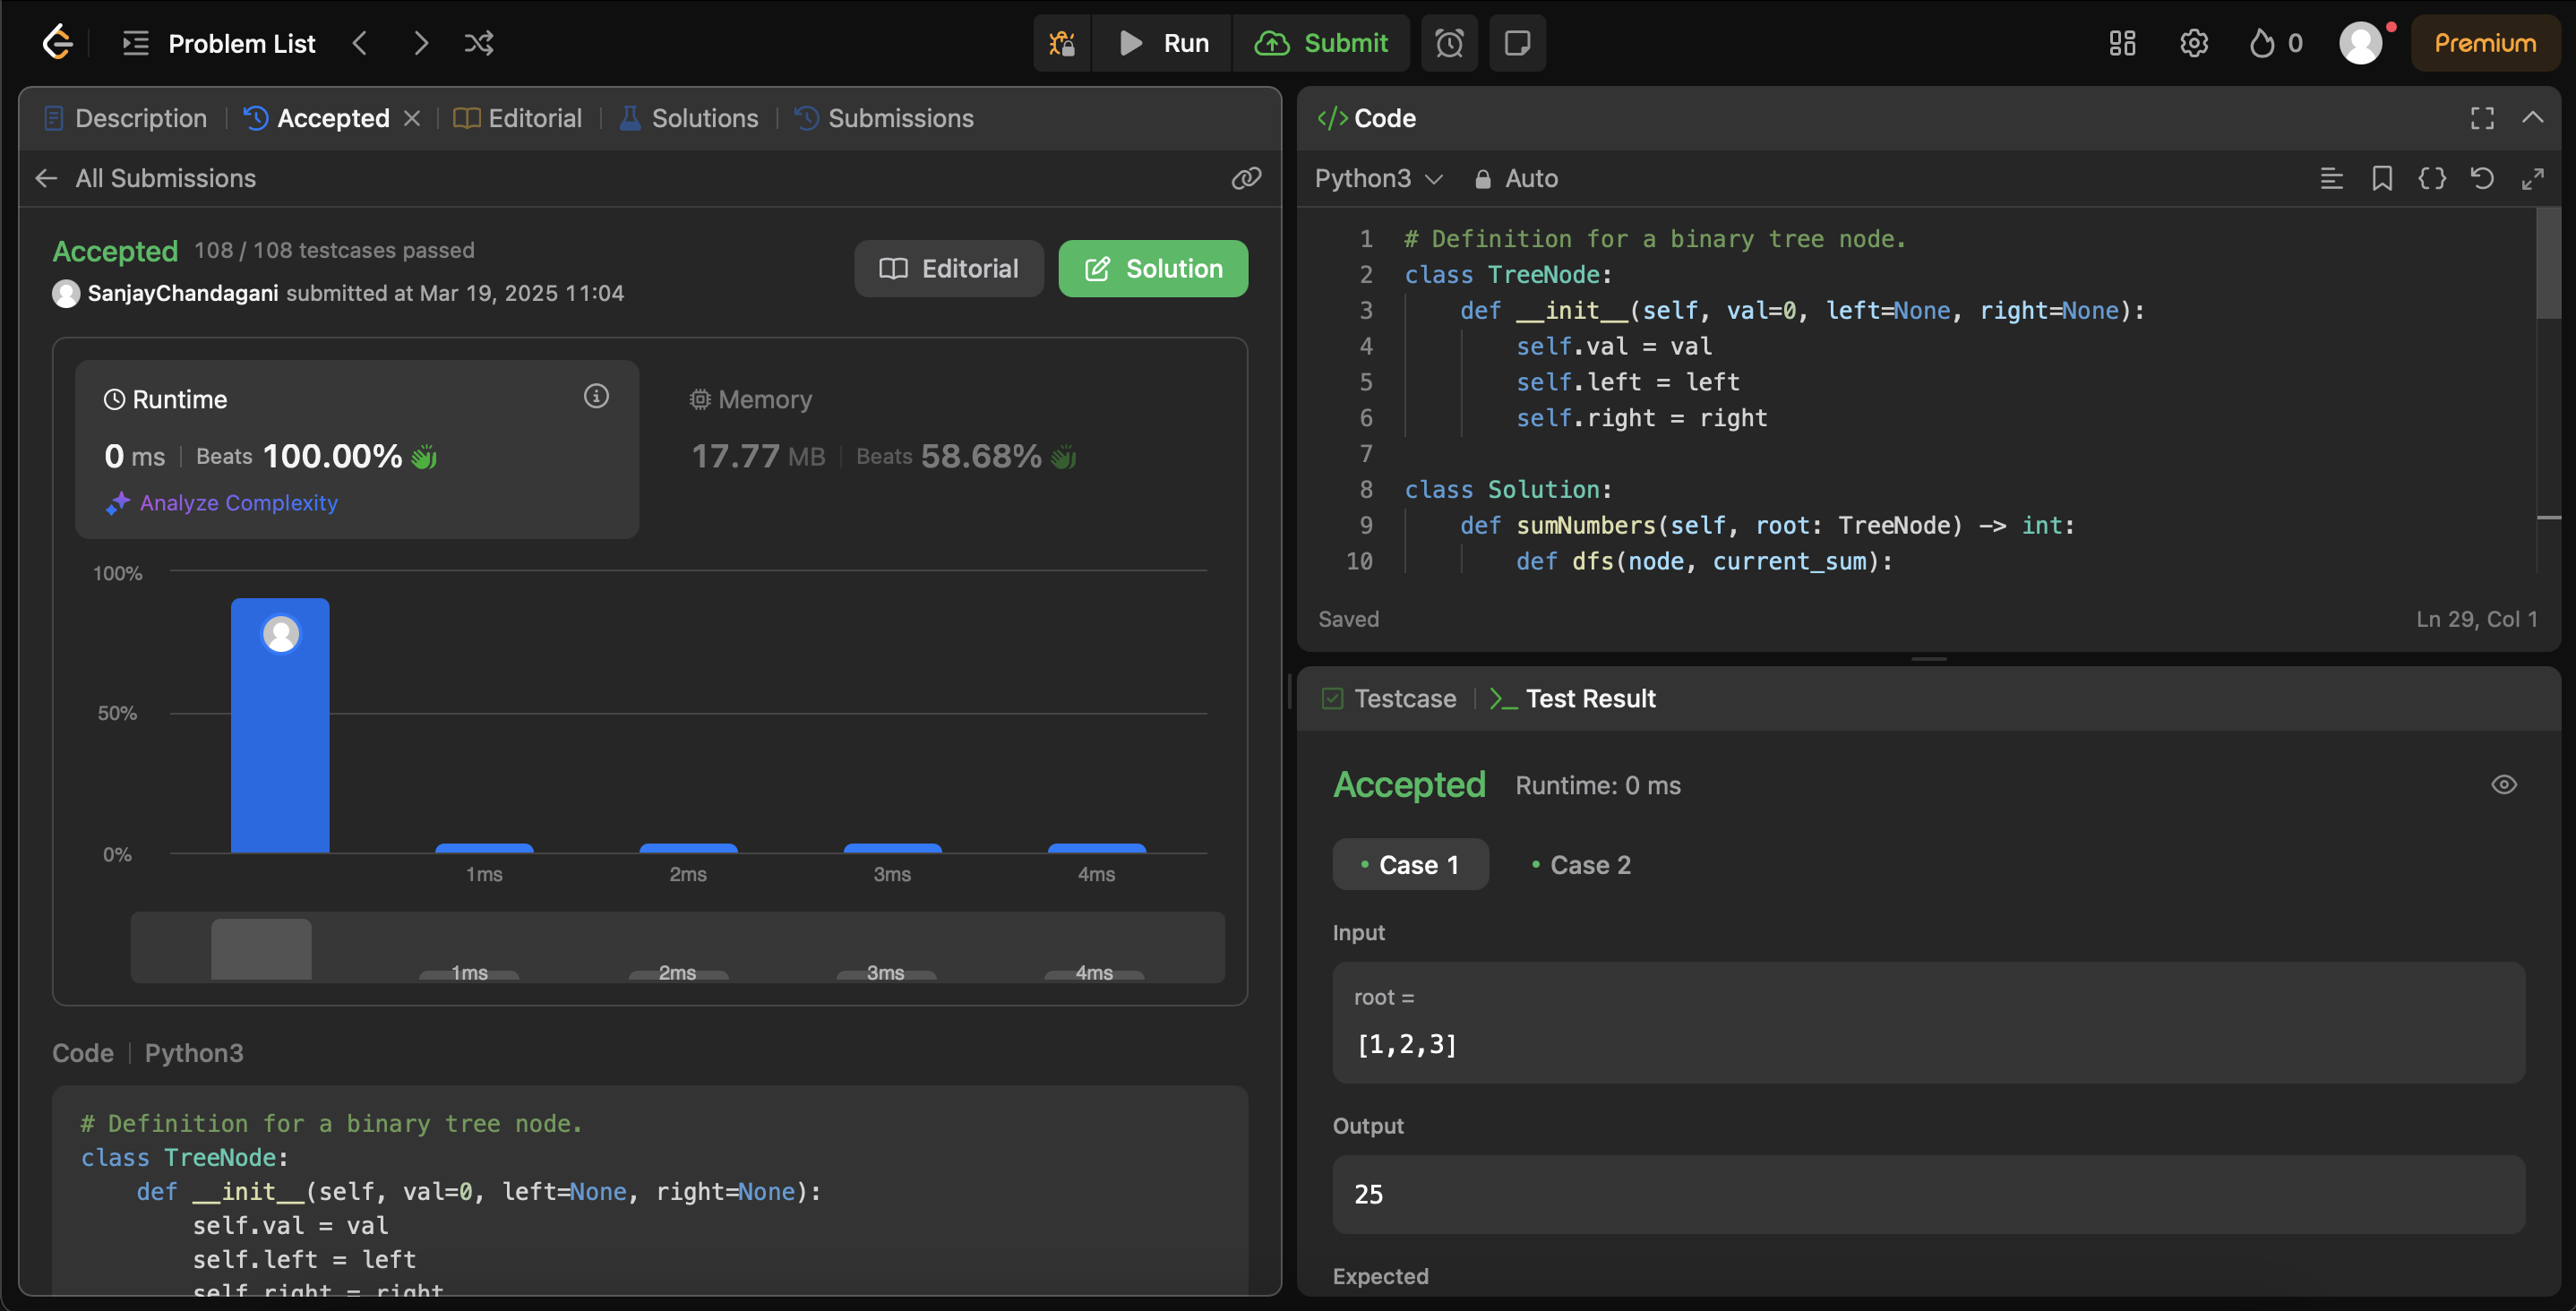 Problem List
Run
Submit
0
Premium
Description
Accepted
Editorial
Solutions
Submissions
All Submissions
Accepted 108 / 108 testcases passed
SanjayChandagani submitted at Mar 19, 2025 11:04
Editorial
Solution
Runtime
0 ms Beats 100.00%
Analyze Complexity
Memory
17.77 MB Beats 58.68%
100%
50%
0%
1ms 2ms 3ms 4ms
1ms 2ms 3ms 4ms
Code Python3
# Definition for a binary tree node.
class TreeNode:
    def __init__(self, val=0, left=None, right=None):
        self.val = val
        self.left = left
        self.right = right
</> Code
Python3 Auto
1 # Definition for a binary tree node.
2 class TreeNode:
3     def __init__(self, val=0, left=None, right=None):
4         self.val = val
5         self.left = left
6         self.right = right
7
8 class Solution:
9     def sumNumbers(self, root: TreeNode) -> int:
10         def dfs(node, current_sum):
Saved
Ln 29, Col 1
Testcase
Test Result
Accepted Runtime: 0 ms
Case 1
Case 2
Input
root =
[1,2,3]
Output
25
Expected